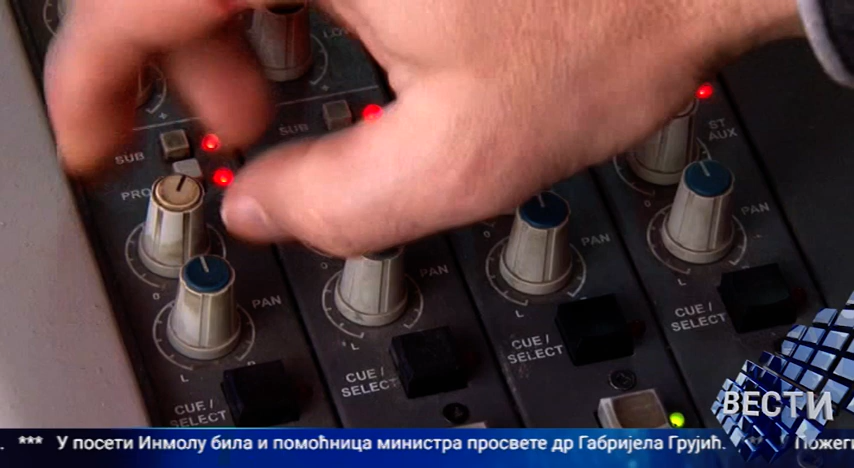 LOW
SUB
SUB
ST AUX
PRO
PAN
PAN
PAN
PAN
CUE / SELECT
CUE / SELECT
CUE / SELECT
CUE / SELECT
L
L
L
L
ВЕСТИ
. *** У посети Инмолу била и помоћница министра просвете др Габријела Грујић.